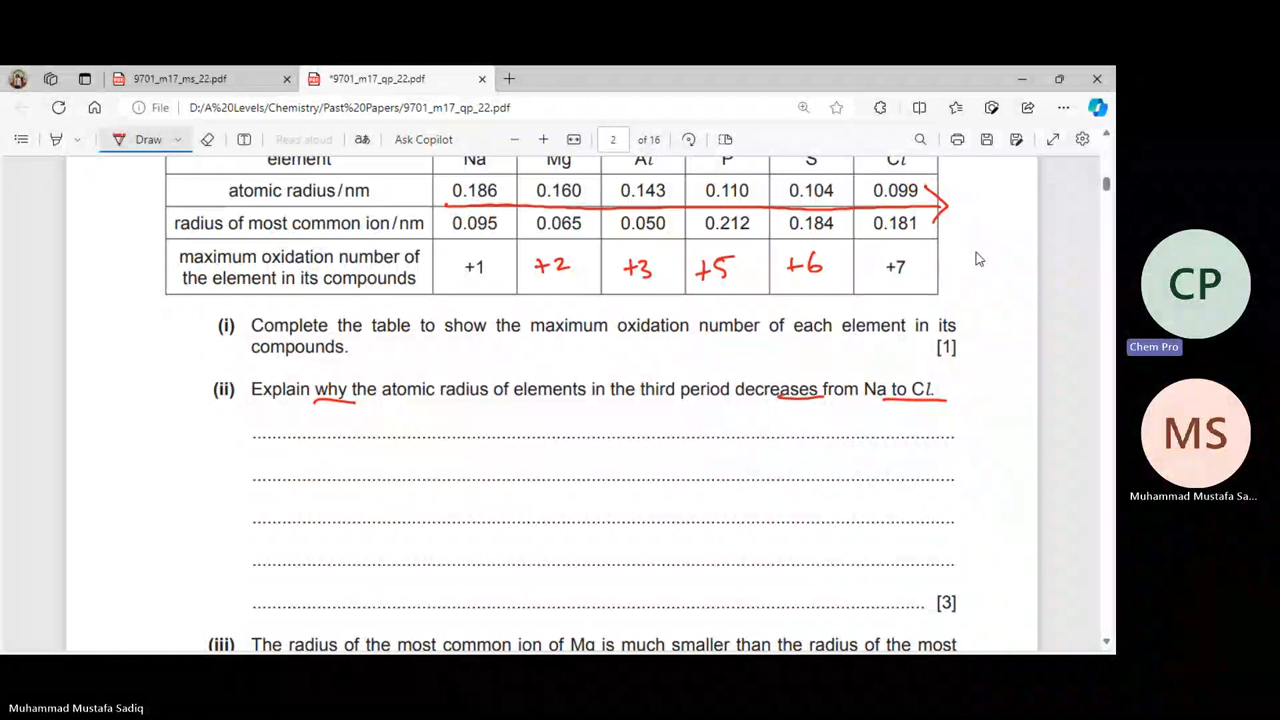 9701_m17_ms_22.pdf
*9701_m17_qp_22.pdf
File
D:/A%20Levels/Chemistry/Past%20Papers/9701_m17_qp_22.pdf
Draw
Read aloud
Ask Copilot
2
of 16
element Na Mg Al P S Cl
atomic radius/nm 0.186 0.160 0.143 0.110 0.104 0.099
radius of most common ion/nm 0.095 0.065 0.050 0.212 0.184 0.181
maximum oxidation number of
the element in its compounds
+1 +2 +3 +5 +6 +7
(i) Complete the table to show the maximum oxidation number of each element in its
compounds. [1]
(ii) Explain why the atomic radius of elements in the third period decreases from Na to Cl.
[3]
(iii) The radius of the most common ion of Mg is much smaller than the radius of the most
CP
Chem Pro
MS
Muhammad Mustafa Sa...
Muhammad Mustafa Sadiq